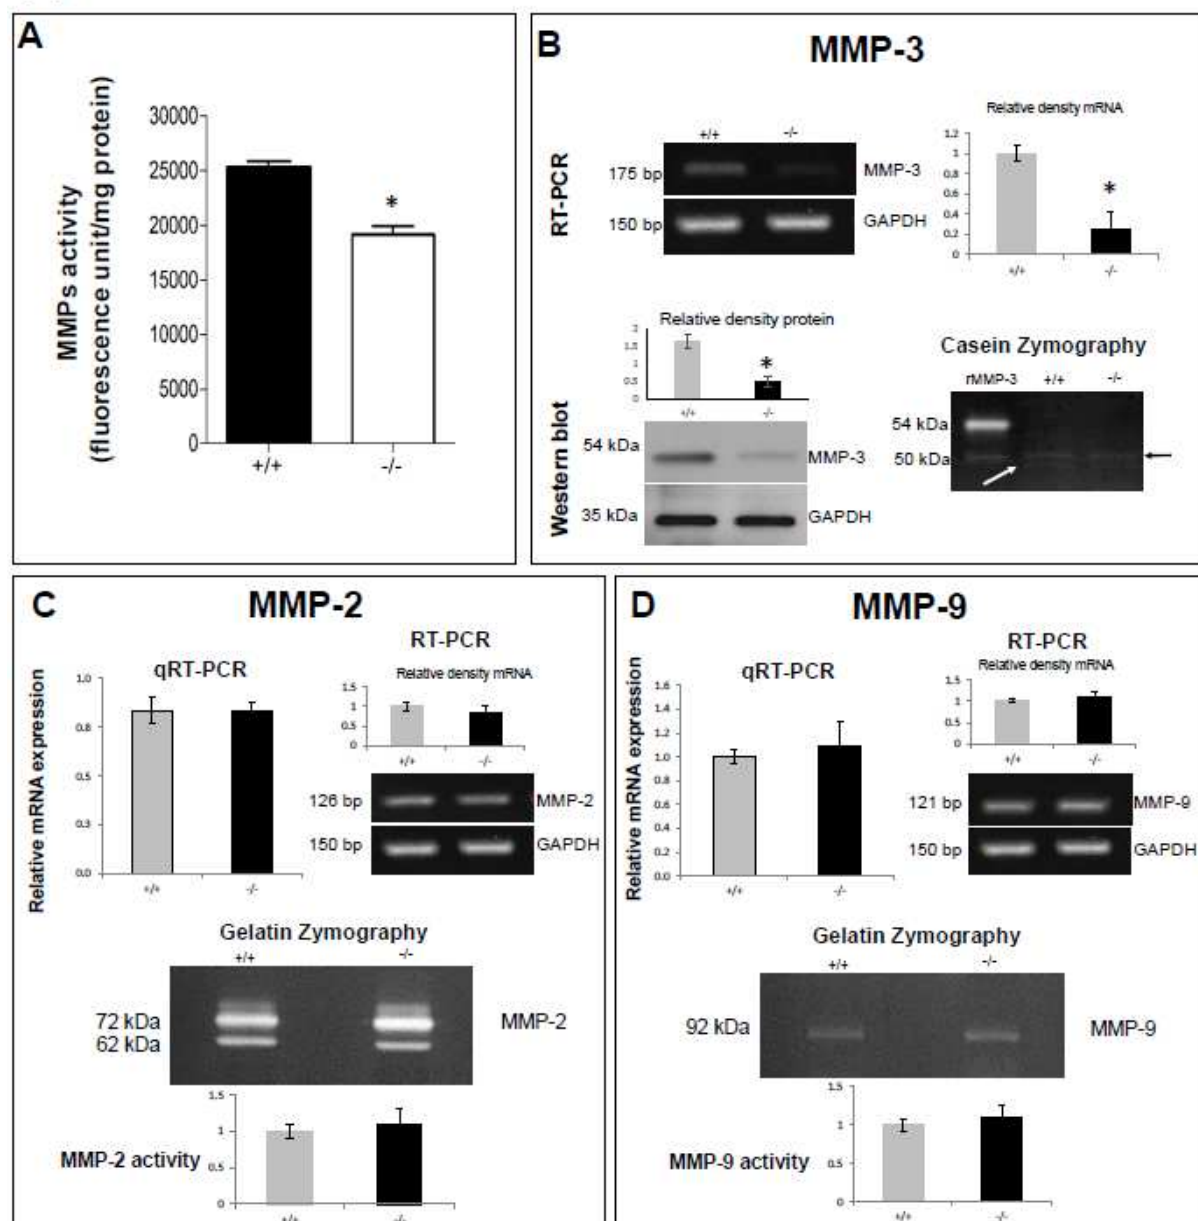 A
MMPs activity
(fluorescence unit/mg protein)
30000
25000
20000
15000
10000
5000
0
*
+/+
-/-
B
MMP-3
RT-PCR
+/+
-/-
175 bp
MMP-3
150 bp
GAPDH
Relative density mRNA
1.2
1
0.8
0.6
0.4
0.2
0
*
+/+
-/-
Relative density protein
2
1.5
1
0.5
0
*
+/+
-/-
Western blot
54 kDa
MMP-3
35 kDa
GAPDH
Casein Zymography
rMMP-3
+/+
-/-
54 kDa
50 kDa
C
MMP-2
qRT-PCR
Relative mRNA expression
1.0
0.8
0.5
0.3
0.0
+/+
-/-
RT-PCR
Relative density mRNA
1.5
1
0.5
0
+/+
-/-
126 bp
MMP-2
150 bp
GAPDH
Gelatin Zymography
+/+
-/-
72 kDa
62 kDa
MMP-2
MMP-2 activity
1.5
1
0.5
0
+/+
-/-
D
MMP-9
qRT-PCR
Relative mRNA expression
1.6
1.4
1.2
1.0
0.8
0.6
0.4
0.2
0.0
+/+
-/-
RT-PCR
Relative density mRNA
1.5
1
0.5
0
+/+
-/-
121 bp
MMP-9
150 bp
GAPDH
Gelatin Zymography
+/+
-/-
92 kDa
MMP-9
MMP-9 activity
1.5
1
0.5
0
+/+
-/-